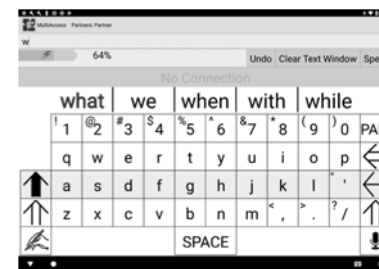 MultiAccess Partners: Partner
w
64% Undo Clear Text Window Spe
No Connection
what we when with while
! 1 @ 2 # 3 $ 4 % 5 ^ 6 & 7 * 8 ( 9 ) 0 PA
q w e r t y u i o p
a s d f g h j k l " '
z x c v b n m < , > . ? /
SPACE